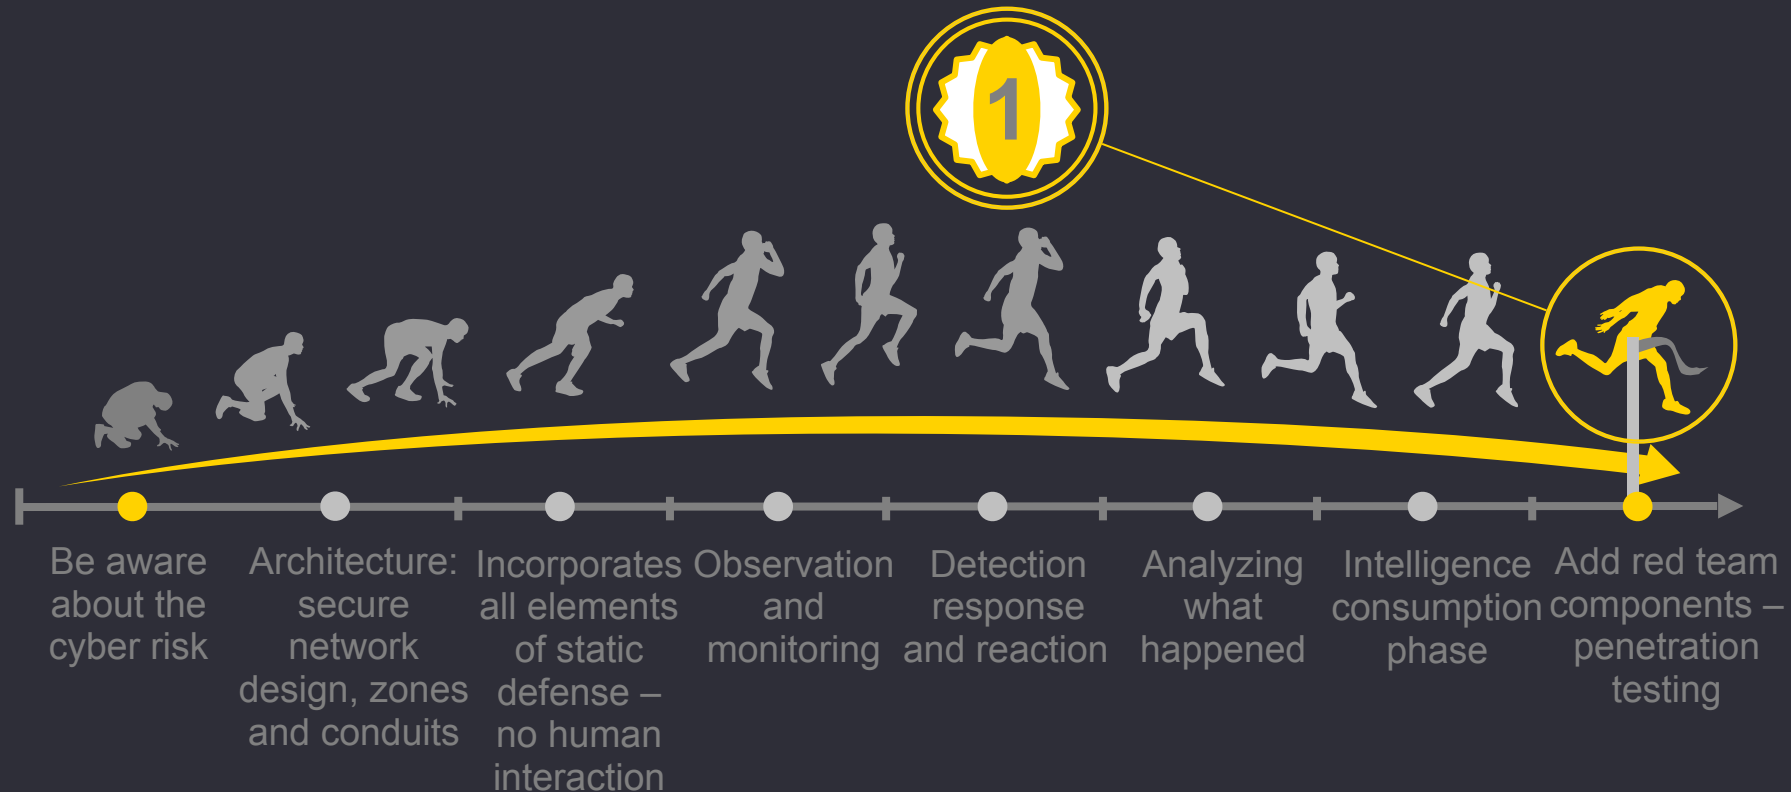 1
Be aware
about the
cyber risk
Architecture:
secure
network
design, zones
and conduits
Incorporates
all elements
of static
defense –
no human
interaction
Observation
and
monitoring
Detection
response
and reaction
Analyzing
what
happened
Intelligence
consumption
phase
Add red team
components –
penetration
testing